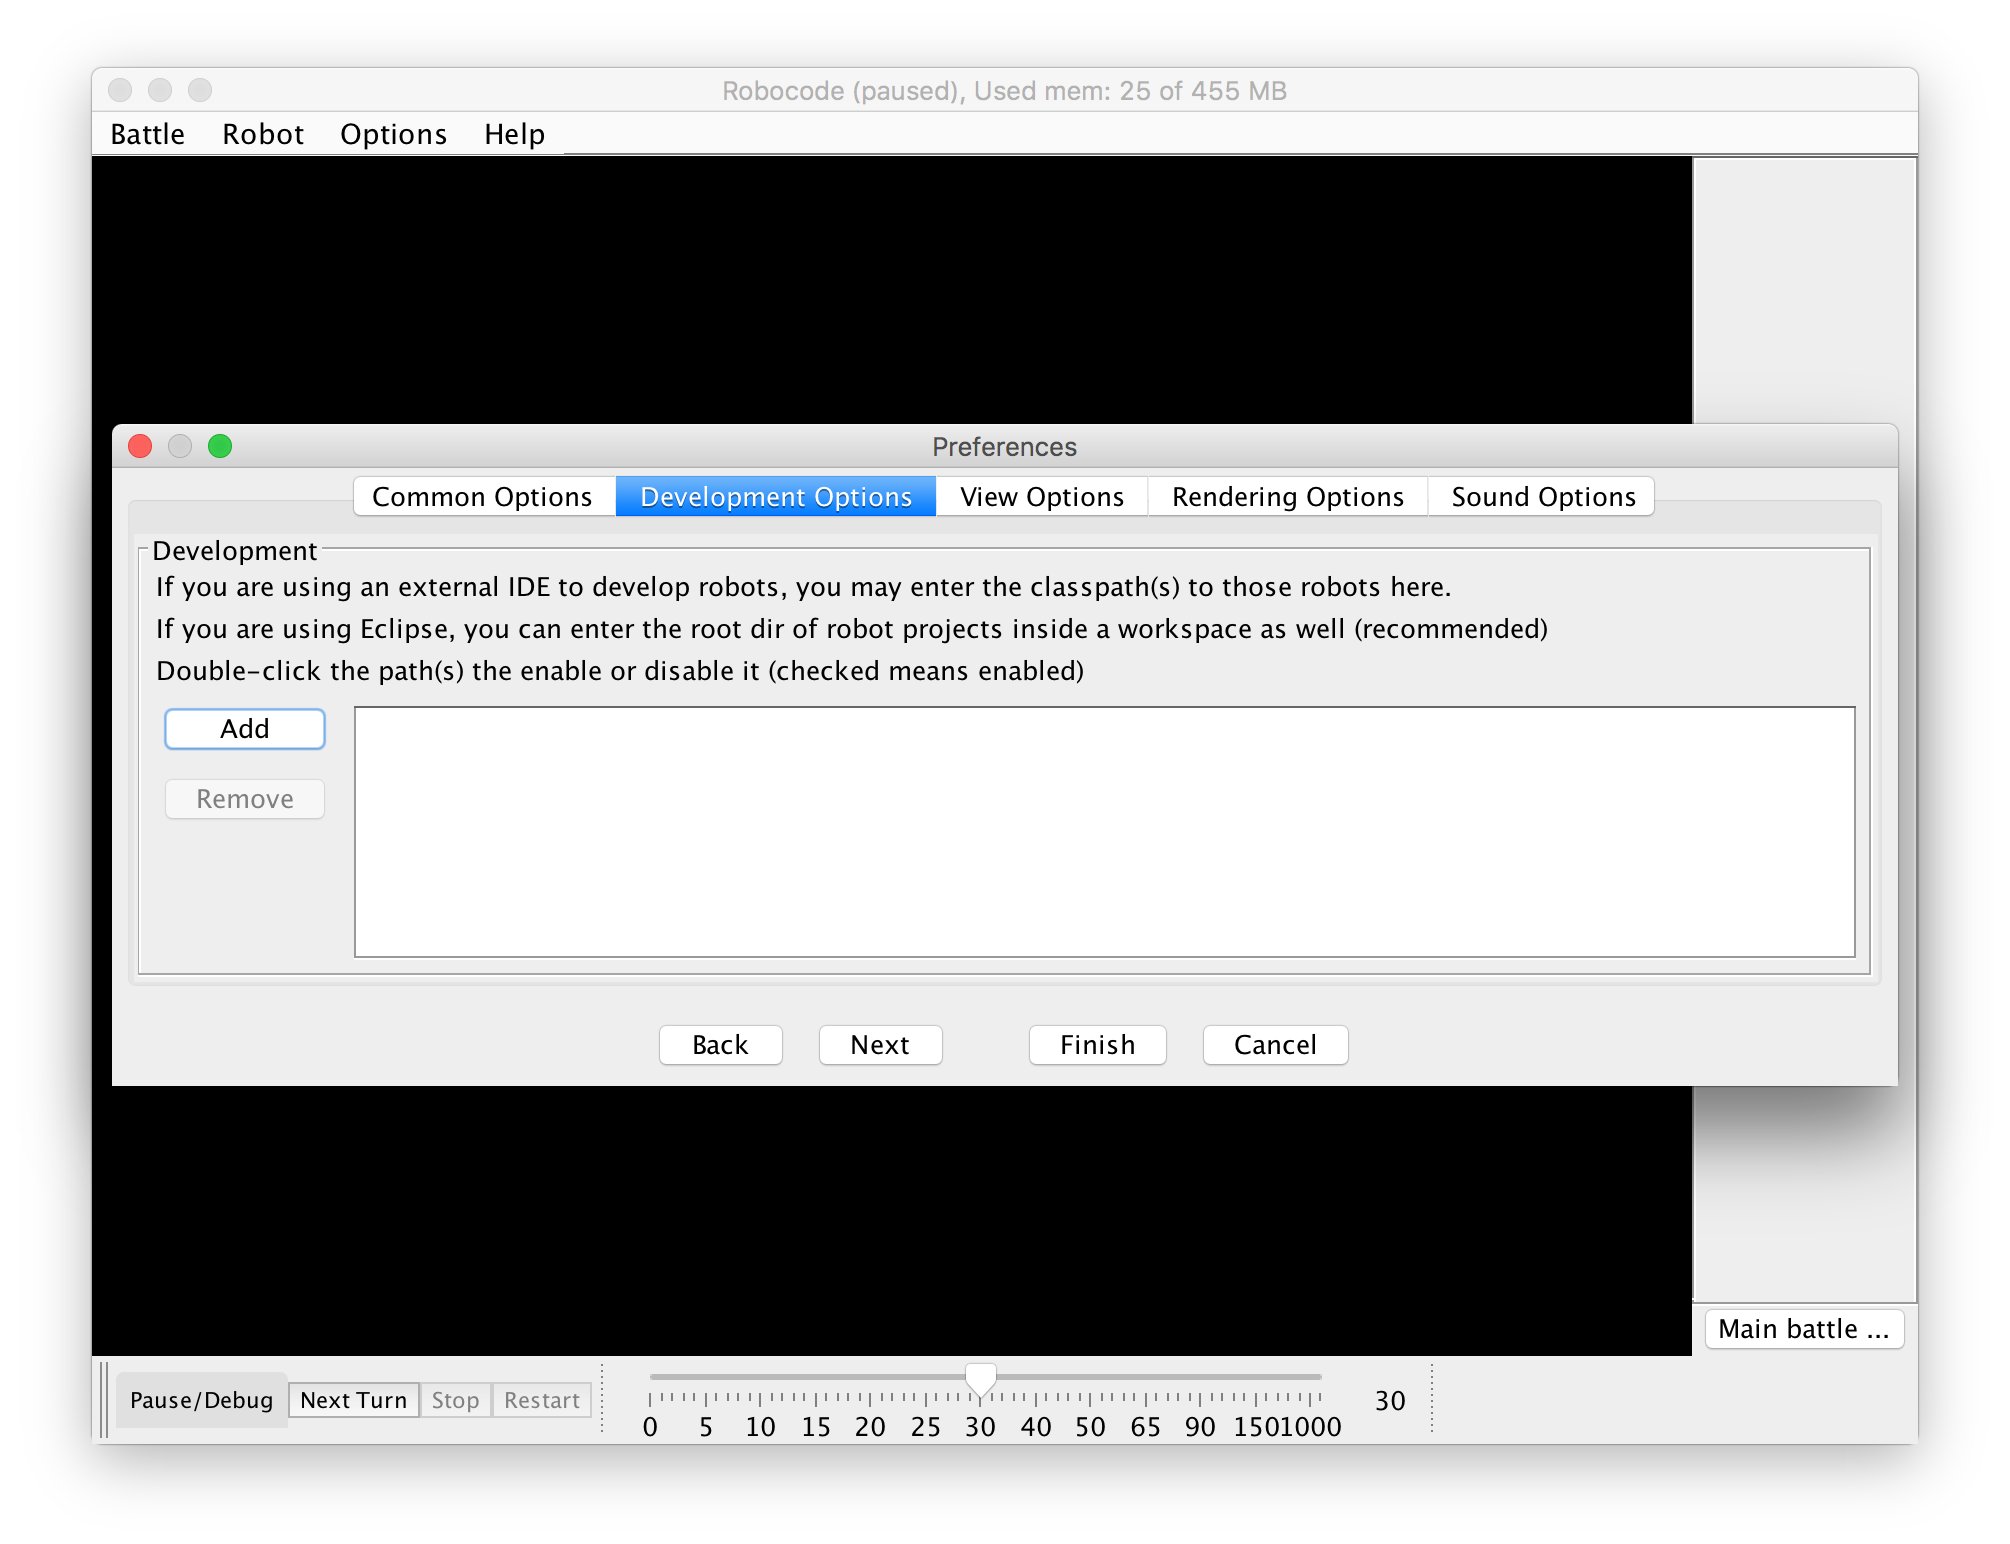 Robocode (paused), Used mem: 25 of 455 MB
Battle Robot Options Help
Preferences
Common Options Development Options View Options Rendering Options Sound Options
Development
If you are using an external IDE to develop robots, you may enter the classpath(s) to those robots here.
If you are using Eclipse, you can enter the root dir of robot projects inside a workspace as well (recommended)
Double-click the path(s) the enable or disable it (checked means enabled)
Add
Remove
Back Next Finish Cancel
Main battle ...
Pause/Debug Next Turn Stop Restart 30
0 5 10 15 20 25 30 40 50 65 90 150 1000